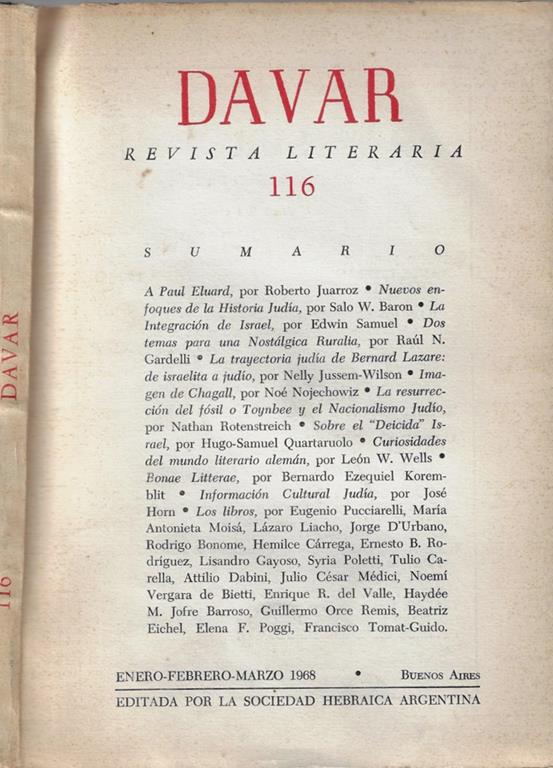 DAVAR
REVISTA LITERARIA
116
SUMARIO
A Paul Eluard, por Roberto Juarroz • Nuevos en-
foques de la Historia Judía, por Salo W. Baron • La
Integración de Israel, por Edwin Samuel • Dos
temas para una Nostálgica Ruralia, por Raúl N.
Gardelli • La trayectoria judía de Bernard Lazare:
de israelita a judío, por Nelly Jussem-Wilson • Ima-
gen de Chagall, por Noé Nojechowiz • La resurrec-
ción del fósil o Toynbee y el Nacionalismo Judío,
por Nathan Rotenstreich • Sobre el "Deicida" Is-
rael, por Hugo-Samuel Quartaruolo • Curiosidades
del mundo literario alemán, por León W. Wells •
Bonae Litterae, por Bernardo Ezequiel Korem-
blit • Información Cultural Judía, por José
Horn • Los libros, por Eugenio Pucciarelli, María
Antonieta Moisá, Lázaro Liacho, Jorge D'Urbano,
Rodrigo Bonome, Hemilce Cárrega, Ernesto B. Ro-
dríguez, Lisandro Gayoso, Syria Poletti, Tulio Ca-
rella, Attilio Dabini, Julio César Médici, Noemí
Vergara de Bietti, Enrique R. del Valle, Haydée
M. Jofre Barroso, Guillermo Orce Remis, Beatriz
Eichel, Elena F. Poggi, Francisco Tomat-Guido.
ENERO-FEBRERO-MARZO 1968 • BUENOS AIRES
EDITADA POR LA SOCIEDAD HEBRAICA ARGENTINA
DAVAR
116